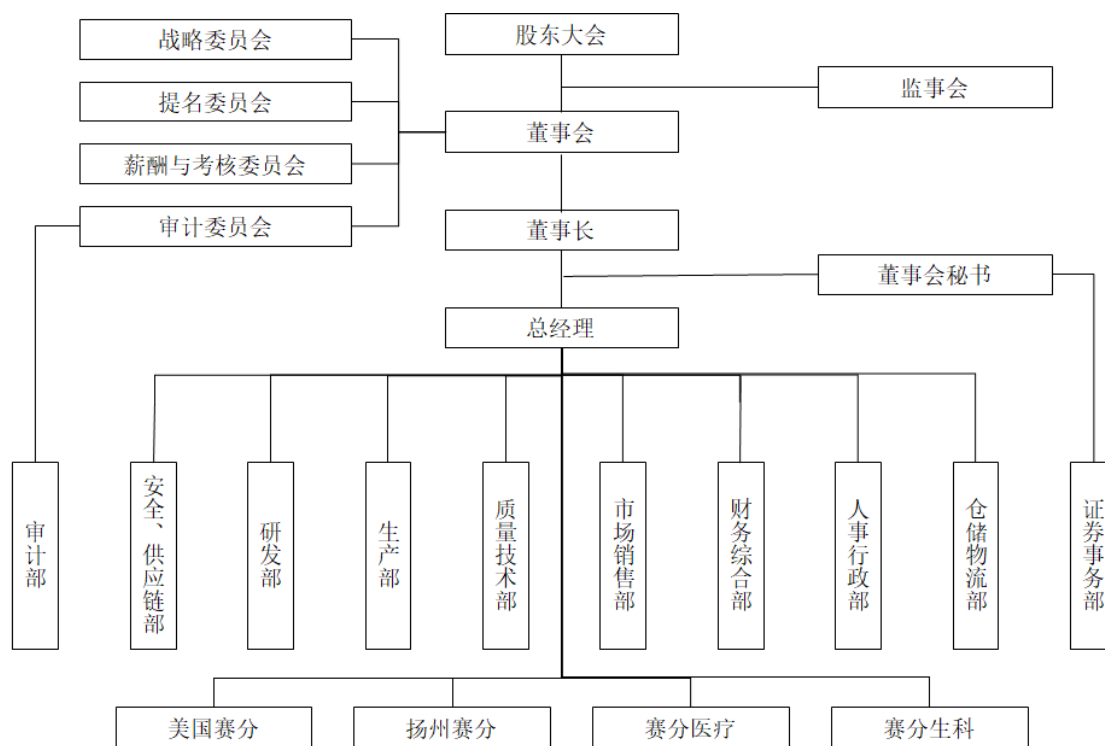 战略委员会
股东大会
提名委员会
监事会
董事会
薪酬与考核委员会
审计委员会
董事长
董事会秘书
总经理
审计部
安全、供应链部
研发部
生产部
质量技术部
市场销售部
财务综合部
人事行政部
仓储物流部
证券事务部
美国赛分
扬州赛分
赛分医疗
赛分生科